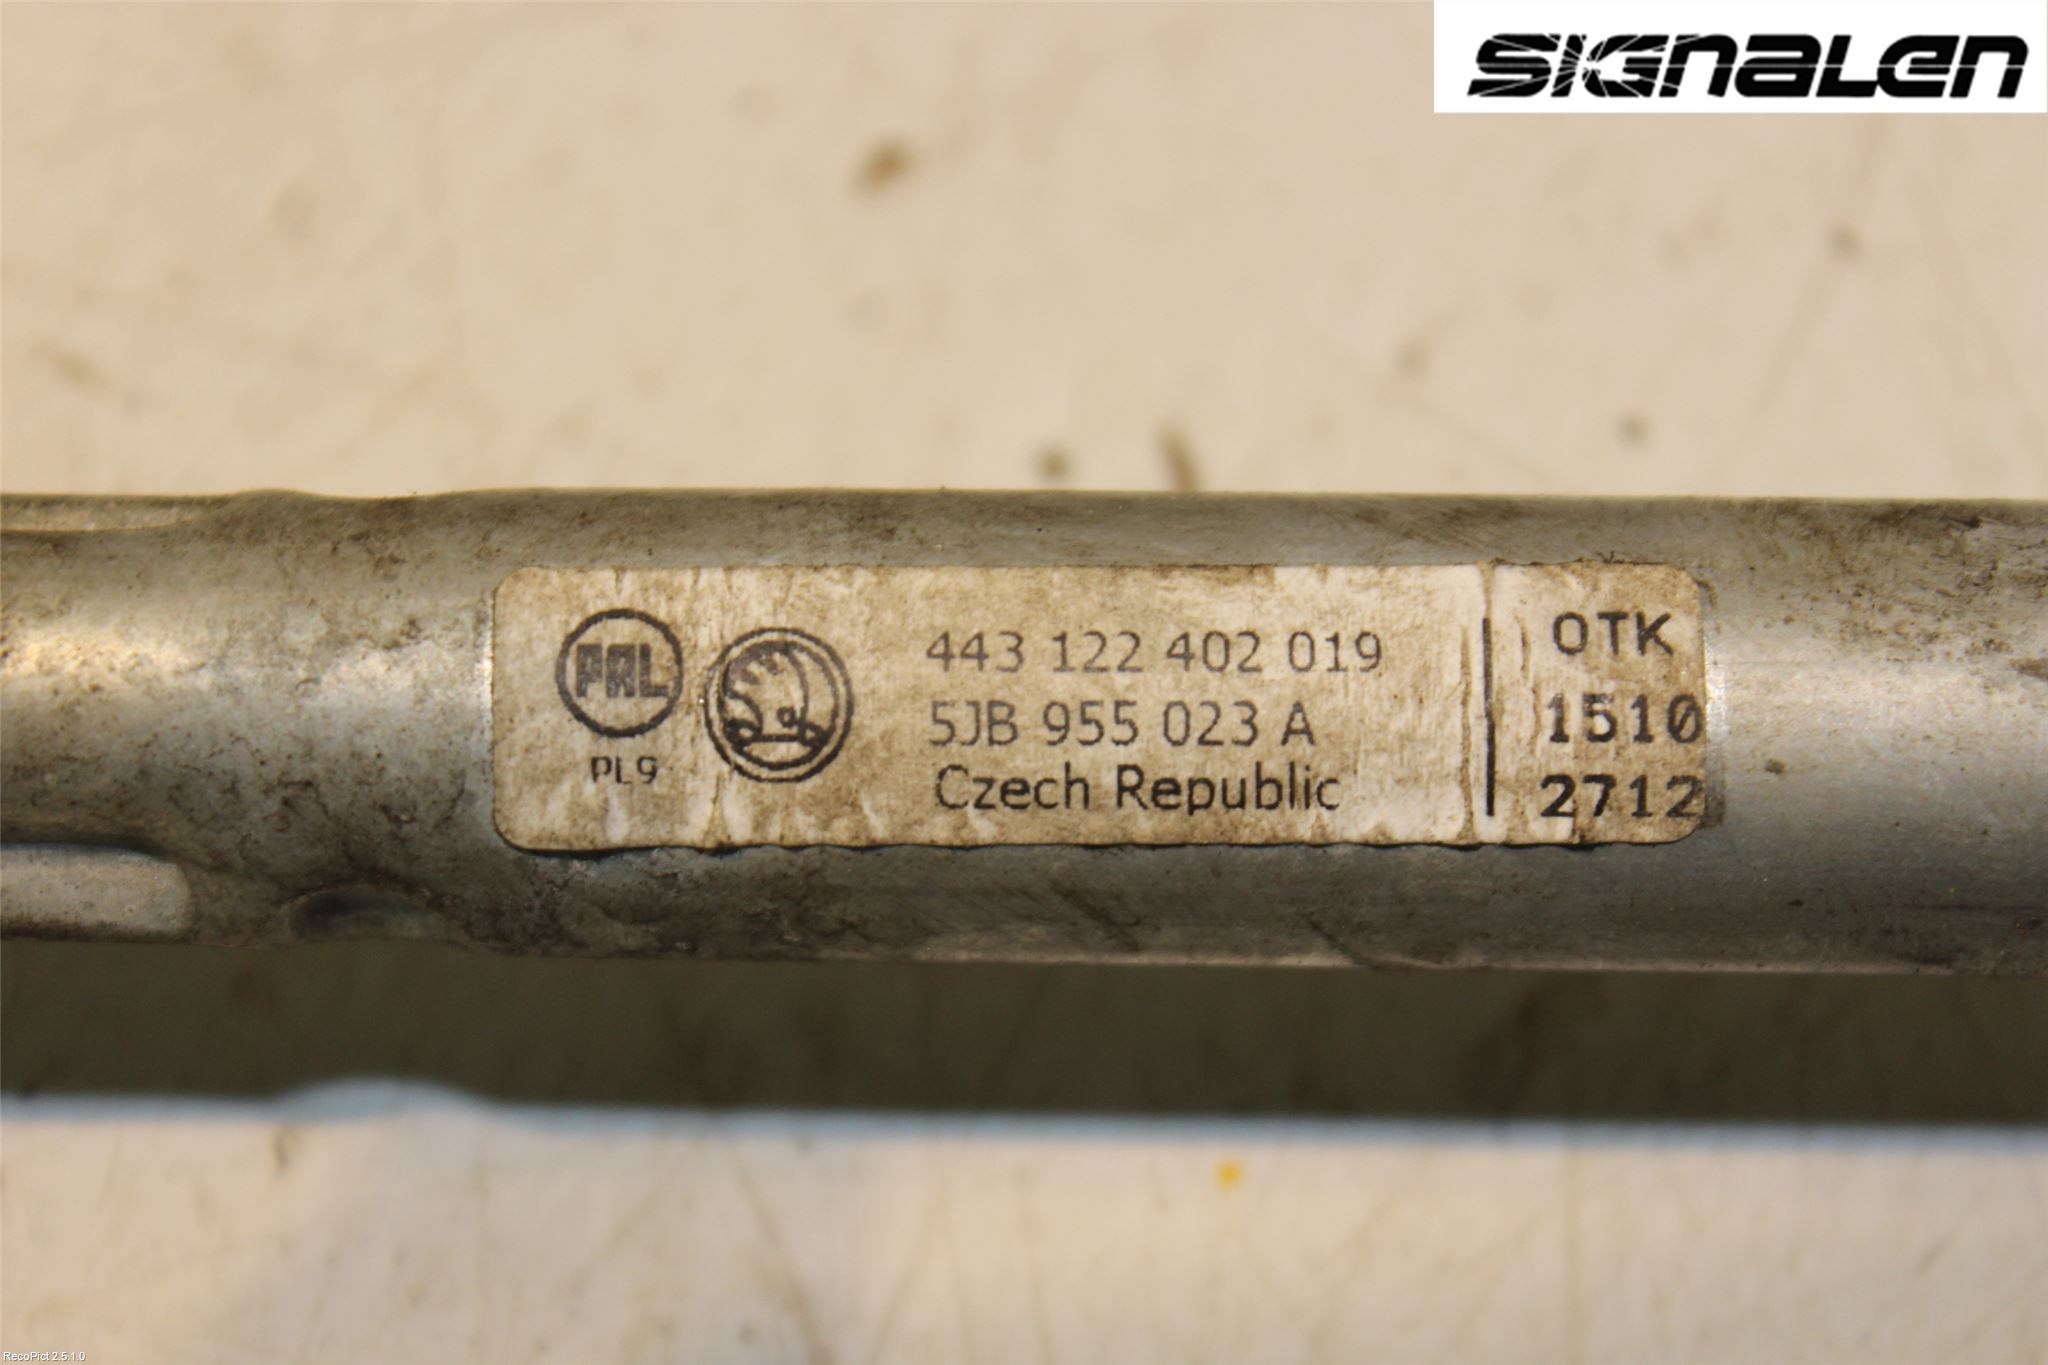 SIGNALEN
PAL
PL9
443 122 402 019
5JB 955 023 A
Czech Republic
OTK
1510
2712
RecoPict 2.5.1.0